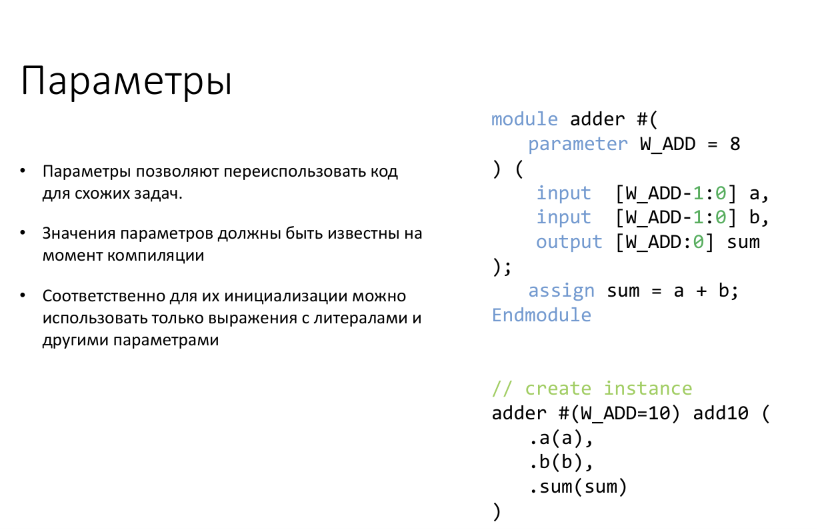 Параметры
• Параметры позволяют переиспользовать код
для схожих задач.
• Значения параметров должны быть известны на
момент компиляции
• Соответственно для их инициализации можно
использовать только выражения с литералами и
другими параметрами
module adder #(
parameter W_ADD = 8
) (
input [W_ADD-1:0] a,
input [W_ADD-1:0] b,
output [W_ADD:0] sum
);
assign sum = a + b;
Endmodule
// create instance
adder #(W_ADD=10) add10 (
.a(a),
.b(b),
.sum(sum)
)